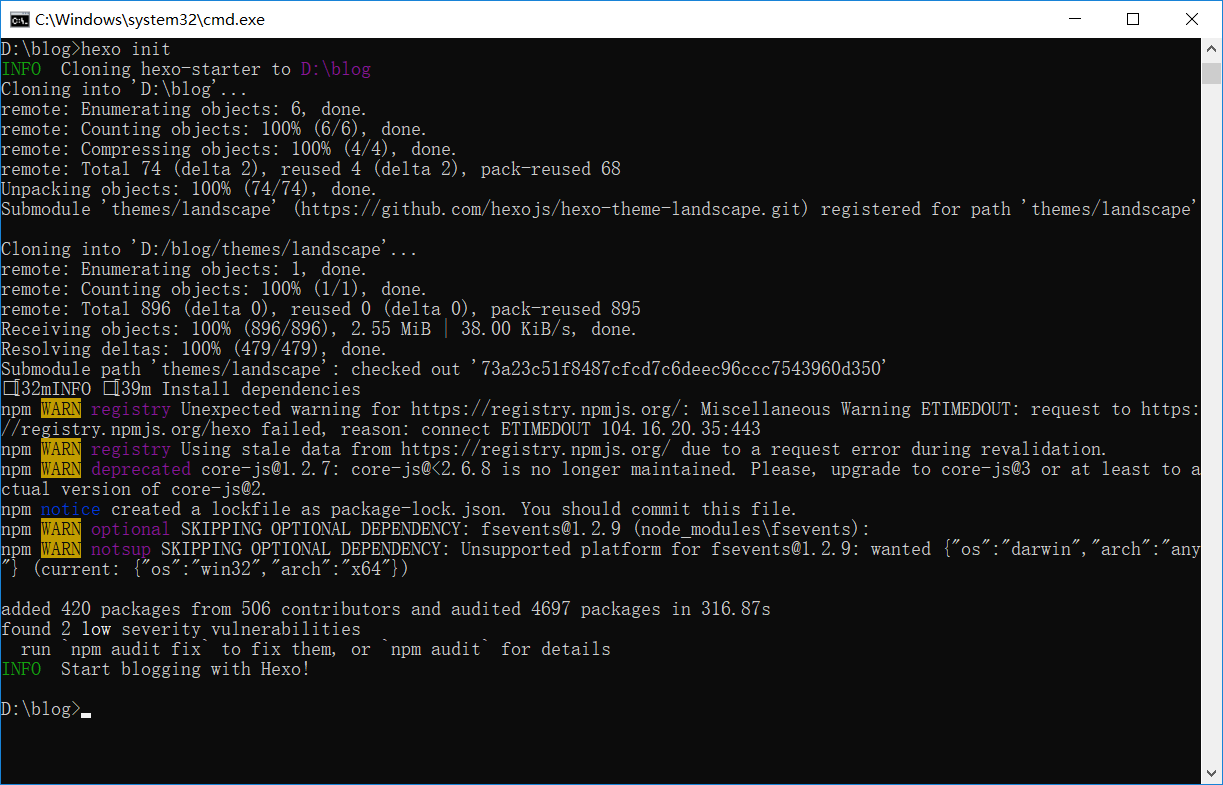 C:\Windows\system32\cmd.exe
D:\blog>hexo init
INFO  Cloning hexo-starter to D:\blog
Cloning into 'D:\blog'...
remote: Enumerating objects: 6, done.
remote: Counting objects: 100% (6/6), done.
remote: Compressing objects: 100% (4/4), done.
remote: Total 74 (delta 2), reused 4 (delta 2), pack-reused 68
Unpacking objects: 100% (74/74), done.
Submodule 'themes/landscape' (https://github.com/hexojs/hexo-theme-landscape.git) registered for path 'themes/landscape'
Cloning into 'D:/blog/themes/landscape'...
remote: Enumerating objects: 1, done.
remote: Counting objects: 100% (1/1), done.
remote: Total 896 (delta 0), reused 0 (delta 0), pack-reused 895
Receiving objects: 100% (896/896), 2.55 MiB | 38.00 KiB/s, done.
Resolving deltas: 100% (479/479), done.
Submodule path 'themes/landscape': checked out '73a23c51f8487cfcd7c6deec96ccc7543960d350'
[32mINFO [39m Install dependencies
npm WARN registry Unexpected warning for https://registry.npmjs.org/: Miscellaneous Warning ETIMEDOUT: request to https:
//registry.npmjs.org/hexo failed, reason: connect ETIMEDOUT 104.16.20.35:443
npm WARN registry Using stale data from https://registry.npmjs.org/ due to a request error during revalidation.
npm WARN deprecated core-js@1.2.7: core-js@<2.6.8 is no longer maintained. Please, upgrade to core-js@3 or at least to a
ctual version of core-js@2.
npm notice created a lockfile as package-lock.json. You should commit this file.
npm WARN optional SKIPPING OPTIONAL DEPENDENCY: fsevents@1.2.9 (node_modules\fsevents):
npm WARN notsup SKIPPING OPTIONAL DEPENDENCY: Unsupported platform for fsevents@1.2.9: wanted {"os":"darwin","arch":"any
"} (current: {"os":"win32","arch":"x64"})
added 420 packages from 506 contributors and audited 4697 packages in 316.87s
found 2 low severity vulnerabilities
  run `npm audit fix` to fix them, or `npm audit` for details
INFO  Start blogging with Hexo!
D:\blog>